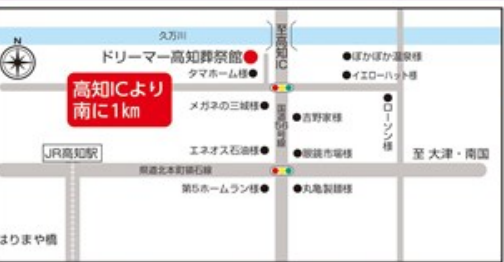 久万川
至高知IC
N
ドリーマー高知葬祭館●
●ぽかぽか温泉様
タマホーム様●
●イエローハット様
高知ICより
南に1km
メガネの三城様●
国道56号線
●吉野家様
●ローソン様
JR高知駅
エネオス石油様●
●眼鏡市場様
至 大津・南国
県道北本町領石線
第5ホームラン様●
●丸亀製麺様
はりまや橋